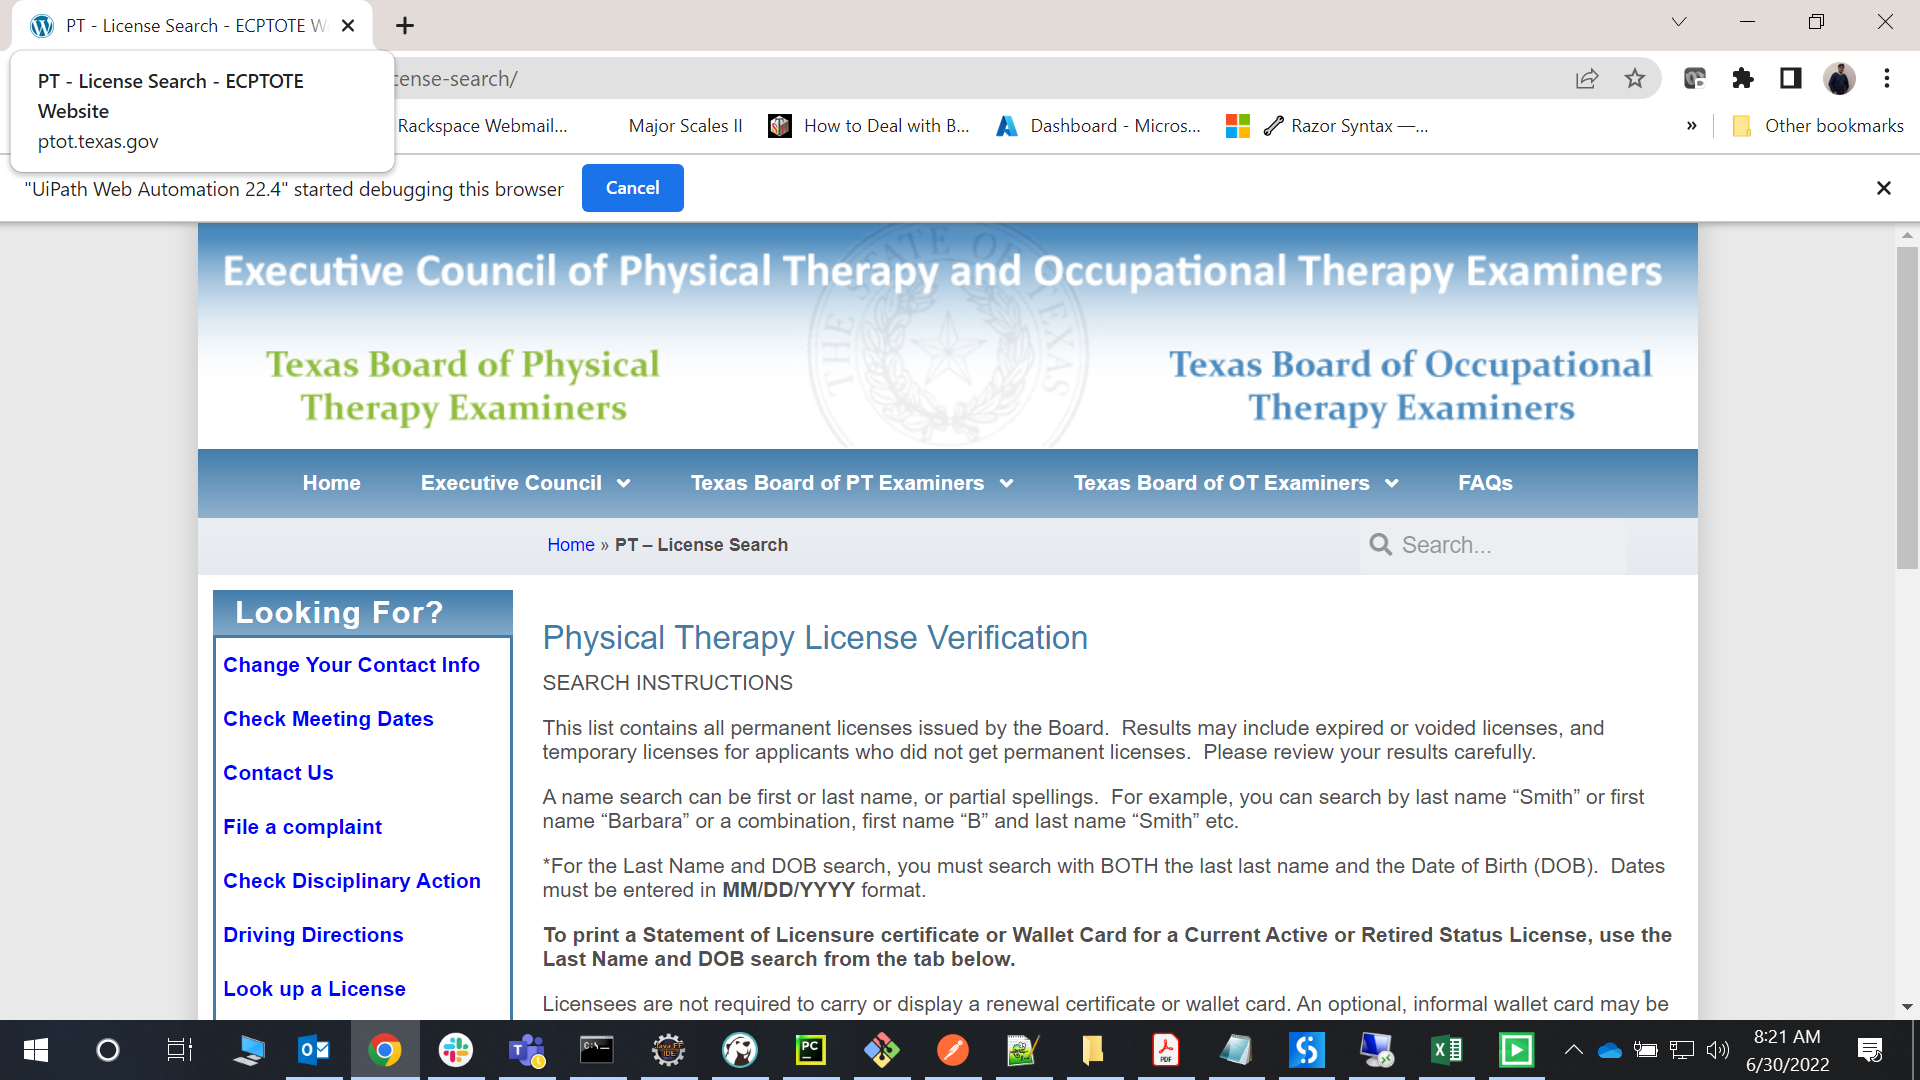 PT - License Search - ECPTOTE W
PT - License Search - ECPTOTE
Website
ptot.texas.gov
cense-search/
Rackspace Webmail...
Major Scales II
How to Deal with B...
Dashboard - Micros...
Razor Syntax —...
»
Other bookmarks
"UiPath Web Automation 22.4" started debugging this browser
Cancel
Executive Council of Physical Therapy and Occupational Therapy Examiners
THE STATE OF TEXAS
Texas Board of Physical
Therapy Examiners
Texas Board of Occupational
Therapy Examiners
Home
Executive Council
Texas Board of PT Examiners
Texas Board of OT Examiners
FAQs
Home » PT – License Search
Search...
Looking For?
Change Your Contact Info
Check Meeting Dates
Contact Us
File a complaint
Check Disciplinary Action
Driving Directions
Look up a License
Physical Therapy License Verification
SEARCH INSTRUCTIONS
This list contains all permanent licenses issued by the Board.  Results may include expired or voided licenses, and
temporary licenses for applicants who did not get permanent licenses.  Please review your results carefully.
A name search can be first or last name, or partial spellings.  For example, you can search by last name “Smith” or first
name “Barbara” or a combination, first name “B” and last name “Smith” etc.
*For the Last Name and DOB search, you must search with BOTH the last last name and the Date of Birth (DOB).  Dates
must be entered in MM/DD/YYYY format.
To print a Statement of Licensure certificate or Wallet Card for a Current Active or Retired Status License, use the
Last Name and DOB search from the tab below.
Licensees are not required to carry or display a renewal certificate or wallet card. An optional, informal wallet card may be
8:21 AM
6/30/2022